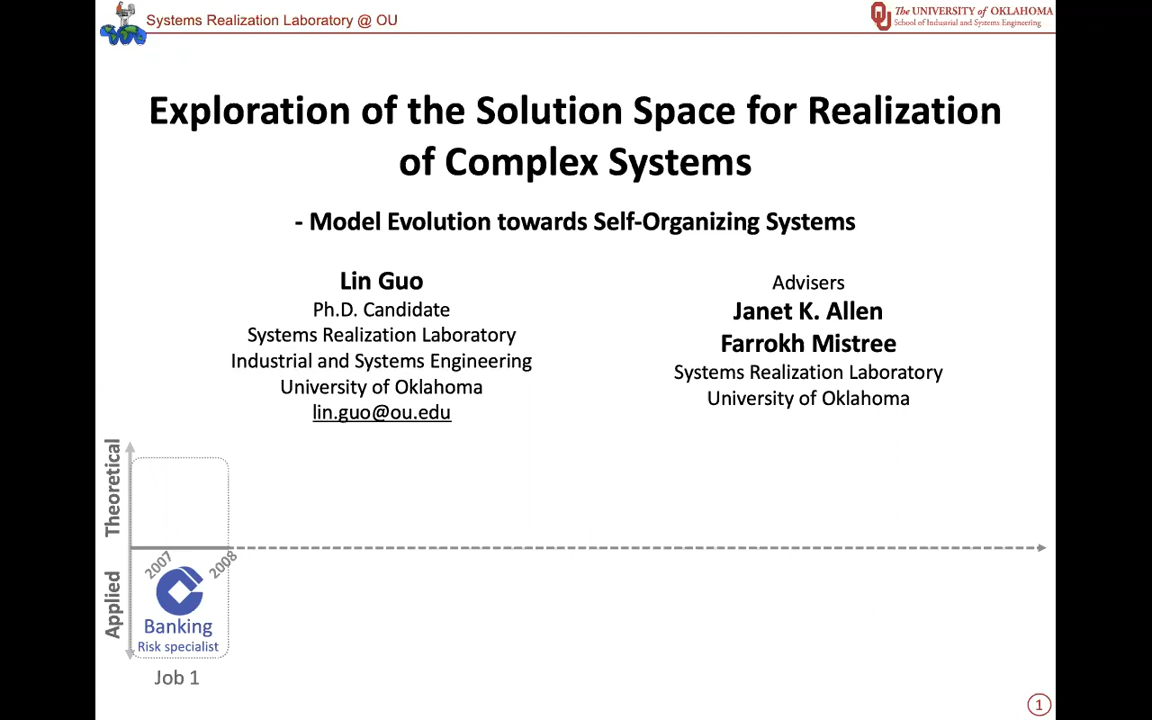 Systems Realization Laboratory @ OU
The UNIVERSITY of OKLAHOMA
School of Industrial and Systems Engineering
Exploration of the Solution Space for Realization
of Complex Systems
- Model Evolution towards Self-Organizing Systems
Lin Guo
Ph.D. Candidate
Systems Realization Laboratory
Industrial and Systems Engineering
University of Oklahoma
lin.guo@ou.edu
Advisers
Janet K. Allen
Farrokh Mistree
Systems Realization Laboratory
University of Oklahoma
Theoretical
Applied
2007
2008
Banking
Risk specialist
Job 1
1